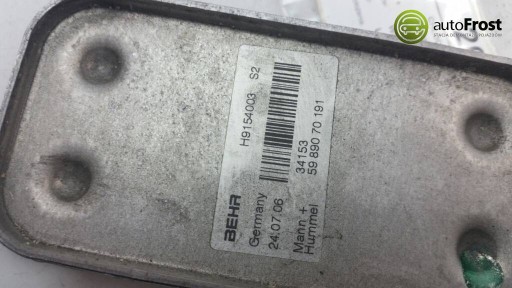 autoFrost
BEHR
Germany
24.07.06
Mann +
Hummel
H9154003 S2
34153
59 890 70 191